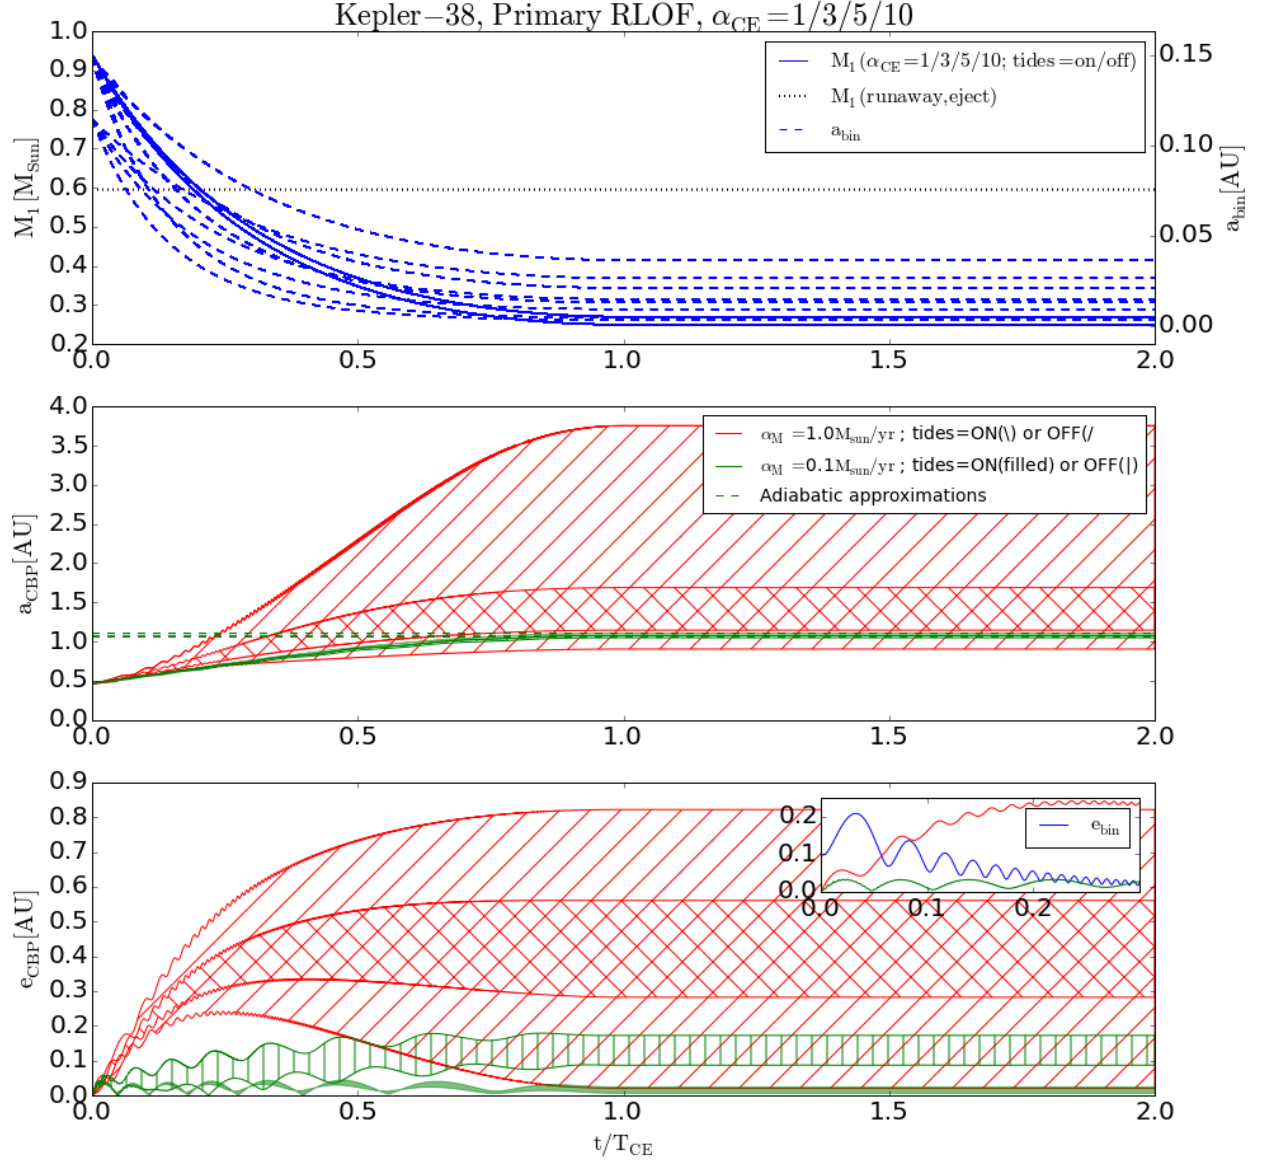 Kepler−38, Primary RLOF, α_CE=1/3/5/10
1.0
0.9
0.8
0.7
0.6
0.5
0.4
0.3
0.2
M₁[M_Sun]
M₁(α_CE=1/3/5/10; tides=on/off)
M₁(runaway,eject)
a_bin
0.15
0.10
0.05
0.00
a_bin[AU]
0.0 0.5 1.0 1.5 2.0
4.0
3.5
3.0
2.5
2.0
1.5
1.0
0.5
0.0
a_CBP[AU]
α_M =1.0M_sun/yr ; tides=ON(\) or OFF(/
α_M =0.1M_sun/yr ; tides=ON(filled) or OFF(|)
Adiabatic approximations
0.0 0.5 1.0 1.5 2.0
0.9
0.8
0.7
0.6
0.5
0.4
0.3
0.2
0.1
0.0
e_CBP[AU]
0.2
0.1
0.0
e_bin
0.0 0.1 0.2
0.0 0.5 1.0 1.5 2.0
t/T_CE